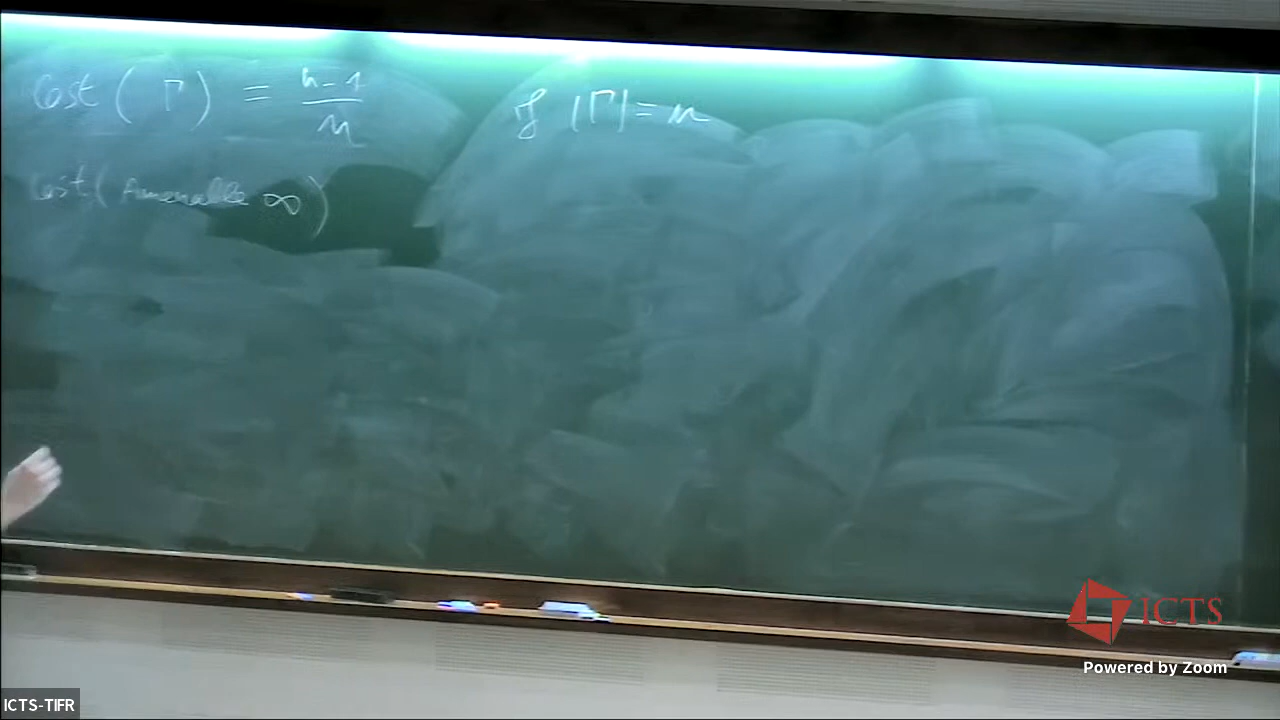 Cost ( Γ ) = n-1/n if |Γ| = n
Cost ( Amenable ∞ )
ICTS
Powered by Zoom
ICTS-TIFR